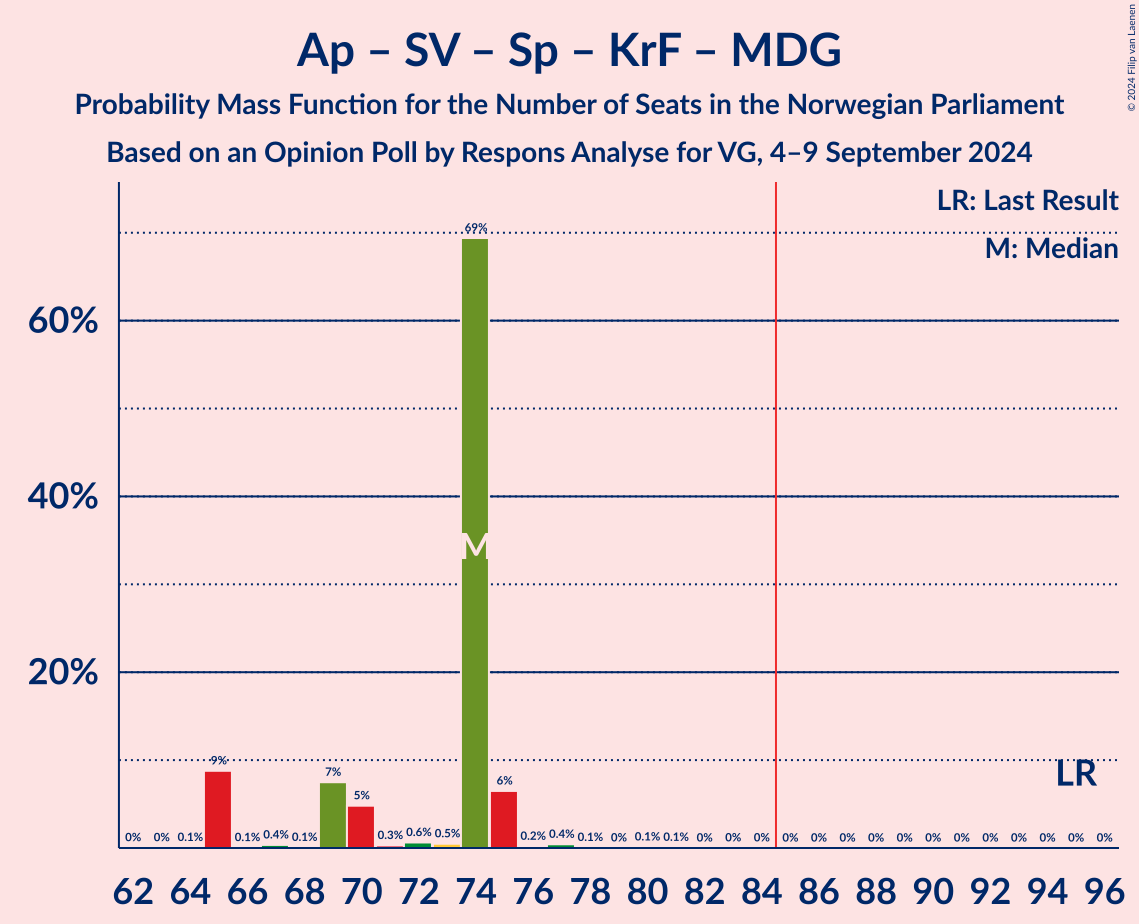 Ap – SV – Sp – KrF – MDG
Probability Mass Function for the Number of Seats in the Norwegian Parliament
Based on an Opinion Poll by Respons Analyse for VG, 4–9 September 2024
© 2024 Filip van Laenen
LR: Last Result
M: Median
60%
40%
20%
69%
M
LR
0% 0% 0.1% 9% 0.1% 0.4% 0.1% 7% 5% 0.3% 0.6% 0.5% 6% 0.2% 0.4% 0.1% 0% 0.1% 0.1% 0% 0% 0% 0% 0% 0% 0% 0% 0% 0% 0% 0% 0% 0% 0%
62 64 66 68 70 72 74 76 78 80 82 84 86 88 90 92 94 96